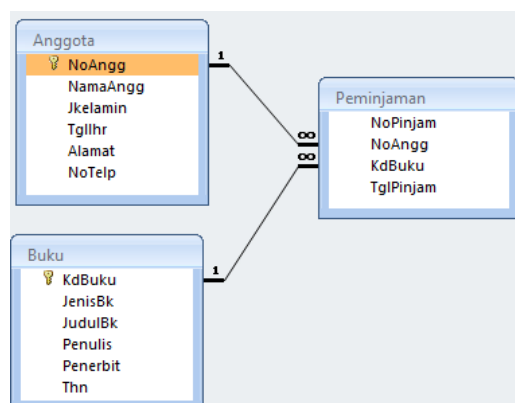 Anggota
NoAngg
NamaAngg
Jkelamin
Tgllhr
Alamat
NoTelp
1
∞
∞
Peminjaman
NoPinjam
NoAngg
KdBuku
TglPinjam
Buku
KdBuku
JenisBk
JudulBk
Penulis
Penerbit
Thn
1